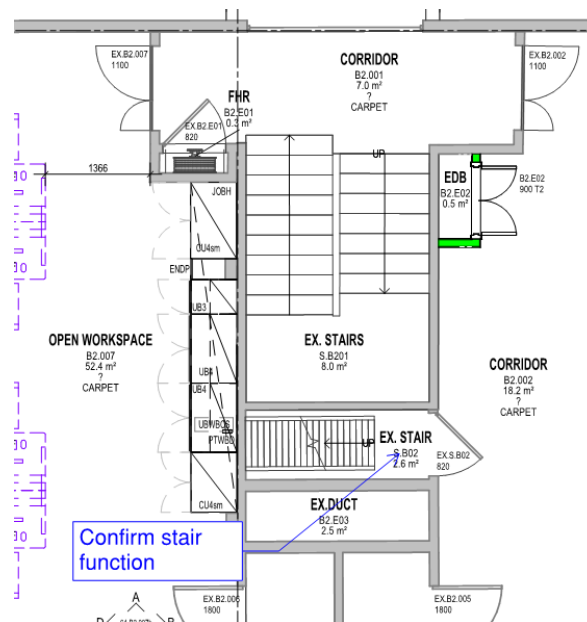 EX.B2.007
1100
CORRIDOR
B2.001
7.0 m²
?
CARPET
EX.B2.002
1100
FHR
B2.E01
0.3 m²
EX.B2.E01
820
UP
1366
JOBH
EDB
B2.E02
0.5 m²
B2.E02
900 T2
CU4sm
ENDP
UB3
OPEN WORKSPACE
B2.007
52.4 m²
?
CARPET
EX. STAIRS
S.B201
8.0 m²
UB4
UB4
CORRIDOR
B2.002
18.2 m²
?
CARPET
UBWBOS
PTWBD
EX. STAIR
S.B02
2.6 m²
UP
EX.S.B02
820
CU4sm
EX.DUCT
B2.E03
2.5 m²
Confirm stair
function
EX.B2.006
1800
EX.B2.005
1800
A
D
B